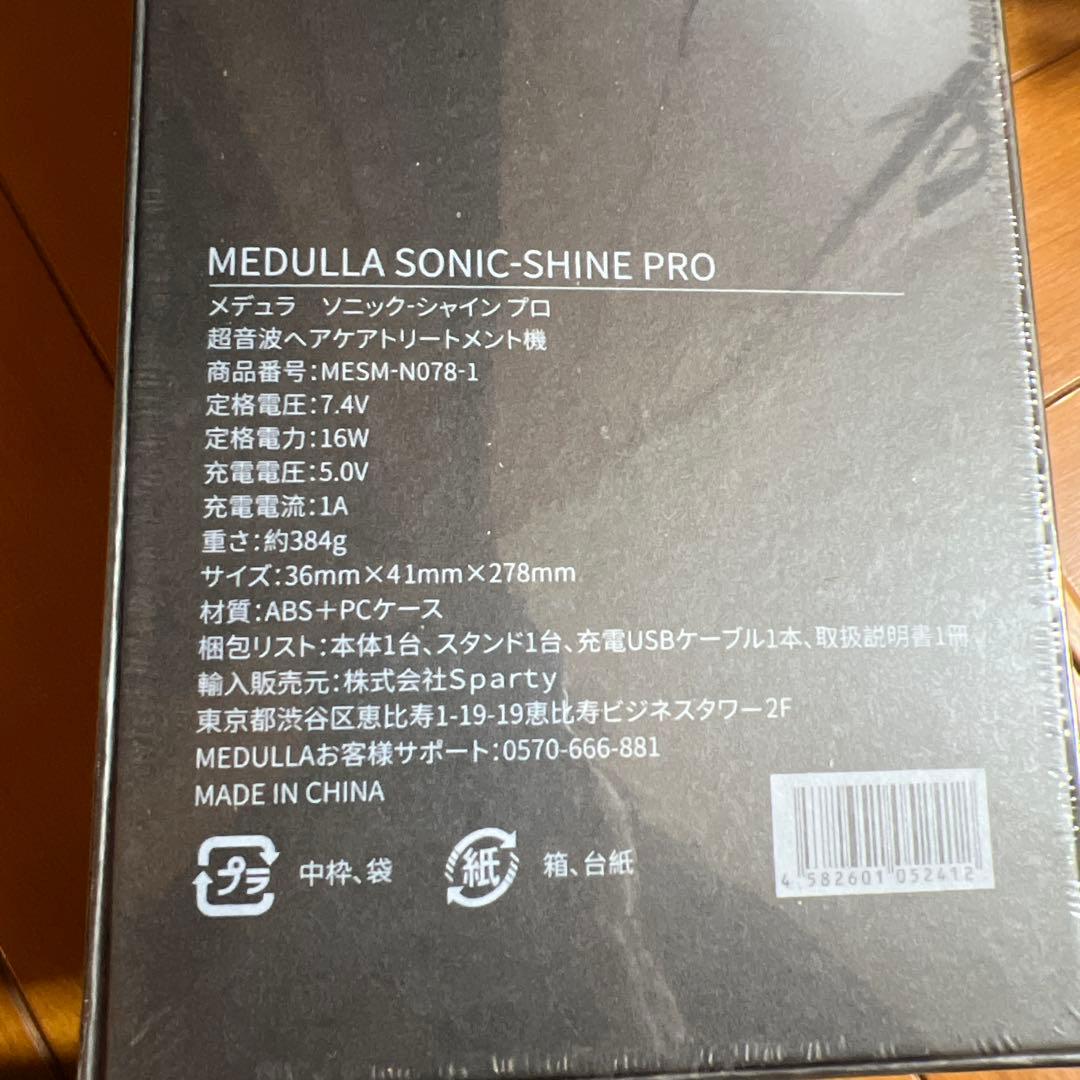 MEDULLA SONIC-SHINE PRO
メデュラ　ソニック-シャイン プロ
超音波ヘアケアトリートメント機
商品番号:MESM-N078-1
定格電圧:7.4V
定格電力:16W
充電電圧:5.0V
充電電流:1A
重さ:約384g
サイズ:36mm×41mm×278mm
材質:ABS+PCケース
梱包リスト:本体1台、スタンド1台、充電USBケーブル1本、取扱説明書1冊
輸入販売元:株式会社Sparty
東京都渋谷区恵比寿1-19-19恵比寿ビジネスタワー2F
MEDULLAお客様サポート:0570-666-881
MADE IN CHINA
プラ 中枠、袋 紙 箱、台紙
4 582601 052412